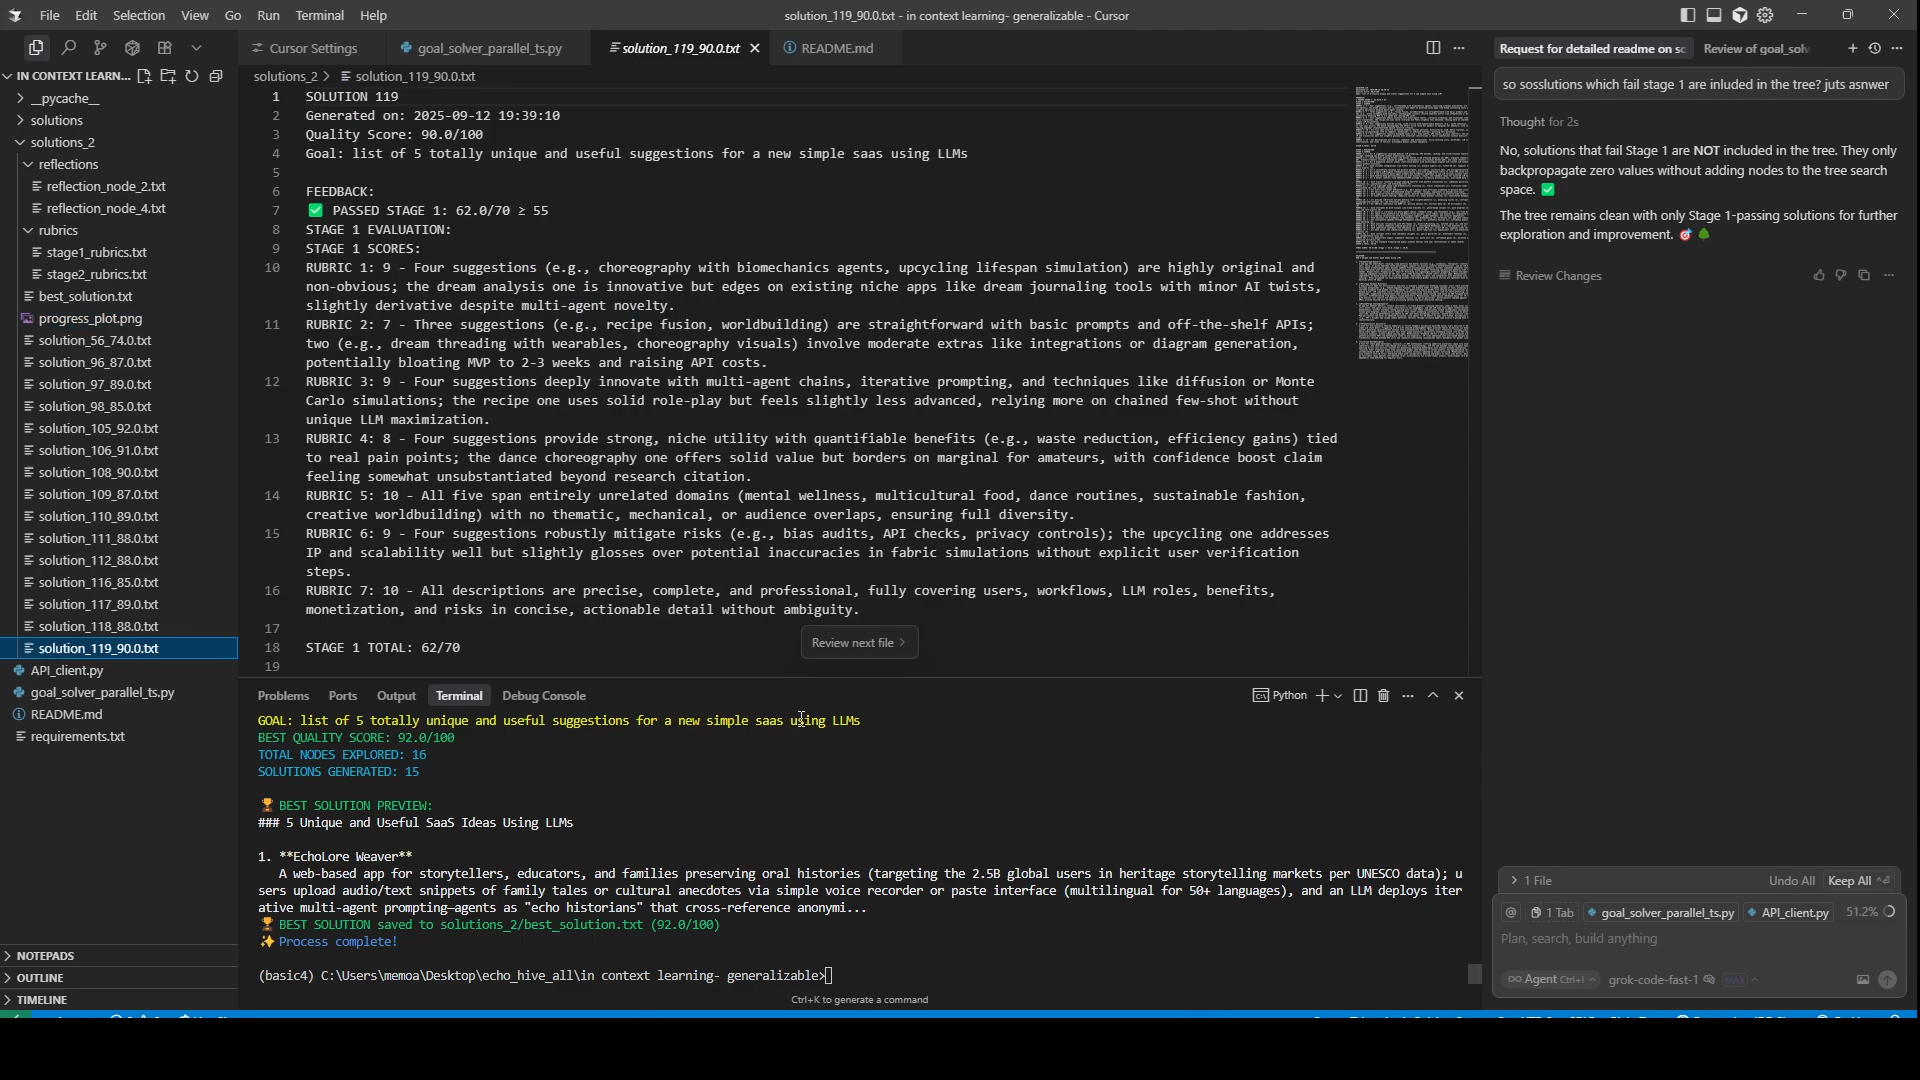 File Edit Selection View Go Run Terminal Help
solution_119_90.0.txt - in context learning- generalizable - Cursor
IN CONTEXT LEARN...
__pycache__
solutions
solutions_2
reflections
reflection_node_2.txt
reflection_node_4.txt
rubrics
stage1_rubrics.txt
stage2_rubrics.txt
best_solution.txt
progress_plot.png
solution_56_74.0.txt
solution_96_87.0.txt
solution_97_89.0.txt
solution_98_85.0.txt
solution_105_92.0.txt
solution_106_91.0.txt
solution_108_90.0.txt
solution_109_87.0.txt
solution_110_89.0.txt
solution_111_88.0.txt
solution_112_88.0.txt
solution_116_85.0.txt
solution_117_89.0.txt
solution_118_88.0.txt
solution_119_90.0.txt
API_client.py
goal_solver_parallel_ts.py
README.md
requirements.txt
NOTEPADS
OUTLINE
TIMELINE
Cursor Settings goal_solver_parallel_ts.py solution_119_90.0.txt README.md
solutions_2 > solution_119_90.0.txt
1 SOLUTION 119
2 Generated on: 2025-09-12 19:39:10
3 Quality Score: 90.0/100
4 Goal: list of 5 totally unique and useful suggestions for a new simple saas using LLMs
5
6 FEEDBACK:
7 ✅ PASSED STAGE 1: 62.0/70 ≥ 55
8 STAGE 1 EVALUATION:
9 STAGE 1 SCORES:
10 RUBRIC 1: 9 - Four suggestions (e.g., choreography with biomechanics agents, upcycling lifespan simulation) are highly original and
non-obvious; the dream analysis one is innovative but edges on existing niche apps like dream journaling tools with minor AI twists,
slightly derivative despite multi-agent novelty.
11 RUBRIC 2: 7 - Three suggestions (e.g., recipe fusion, worldbuilding) are straightforward with basic prompts and off-the-shelf APIs;
two (e.g., dream threading with wearables, choreography visuals) involve moderate extras like integrations or diagram generation,
potentially bloating MVP to 2-3 weeks and raising API costs.
12 RUBRIC 3: 9 - Four suggestions deeply innovate with multi-agent chains, iterative prompting, and techniques like diffusion or Monte
Carlo simulations; the recipe one uses solid role-play but feels slightly less advanced, relying more on chained few-shot without
unique LLM maximization.
13 RUBRIC 4: 8 - Four suggestions provide strong, niche utility with quantifiable benefits (e.g., waste reduction, efficiency gains) tied
to real pain points; the dance choreography one offers solid value but borders on marginal for amateurs, with confidence boost claim
feeling somewhat unsubstantiated beyond research citation.
14 RUBRIC 5: 10 - All five span entirely unrelated domains (mental wellness, multicultural food, dance routines, sustainable fashion,
creative worldbuilding) with no thematic, mechanical, or audience overlaps, ensuring full diversity.
15 RUBRIC 6: 9 - Four suggestions robustly mitigate risks (e.g., bias audits, API checks, privacy controls); the upcycling one addresses
IP and scalability well but slightly glosses over potential inaccuracies in fabric simulations without explicit user verification
steps.
16 RUBRIC 7: 10 - All descriptions are precise, complete, and professional, fully covering users, workflows, LLM roles, benefits,
monetization, and risks in concise, actionable detail without ambiguity.
17
18 STAGE 1 TOTAL: 62/70
19
Review next file >
Problems Ports Output Terminal Debug Console
Python
GOAL: list of 5 totally unique and useful suggestions for a new simple saas using LLMs
BEST QUALITY SCORE: 92.0/100
TOTAL NODES EXPLORED: 16
SOLUTIONS GENERATED: 15
🏆 BEST SOLUTION PREVIEW:
### 5 Unique and Useful SaaS Ideas Using LLMs
1. **EchoLore Weaver**
A web-based app for storytellers, educators, and families preserving oral histories (targeting the 2.5B global users in heritage storytelling markets per UNESCO data); u
sers upload audio/text snippets of family tales or cultural anecdotes via simple voice recorder or paste interface (multilingual for 50+ languages), and an LLM deploys iter
ative multi-agent prompting—agents as "echo historians" that cross-reference anonymi...
🏆 BEST SOLUTION saved to solutions_2/best_solution.txt (92.0/100)
✨ Process complete!
(basic4) C:\Users\memoa\Desktop\echo_hive_all\in context learning- generalizable>
Ctrl+K to generate a command
Request for detailed readme on sc Review of goal_solv
so sosslutions which fail stage 1 are inluded in the tree? juts asnwer
Thought for 2s
No, solutions that fail Stage 1 are NOT included in the tree. They only
backpropagate zero values without adding nodes to the tree search
space. ✅
The tree remains clean with only Stage 1-passing solutions for further
exploration and improvement. 🎯 🌳
Review Changes
> 1 File Undo All Keep All ^⏎
@ 1 Tab goal_solver_parallel_ts.py API_client.py 51.2%
Plan, search, build anything
∞ Agent Ctrl+I grok-code-fast-1 MAX